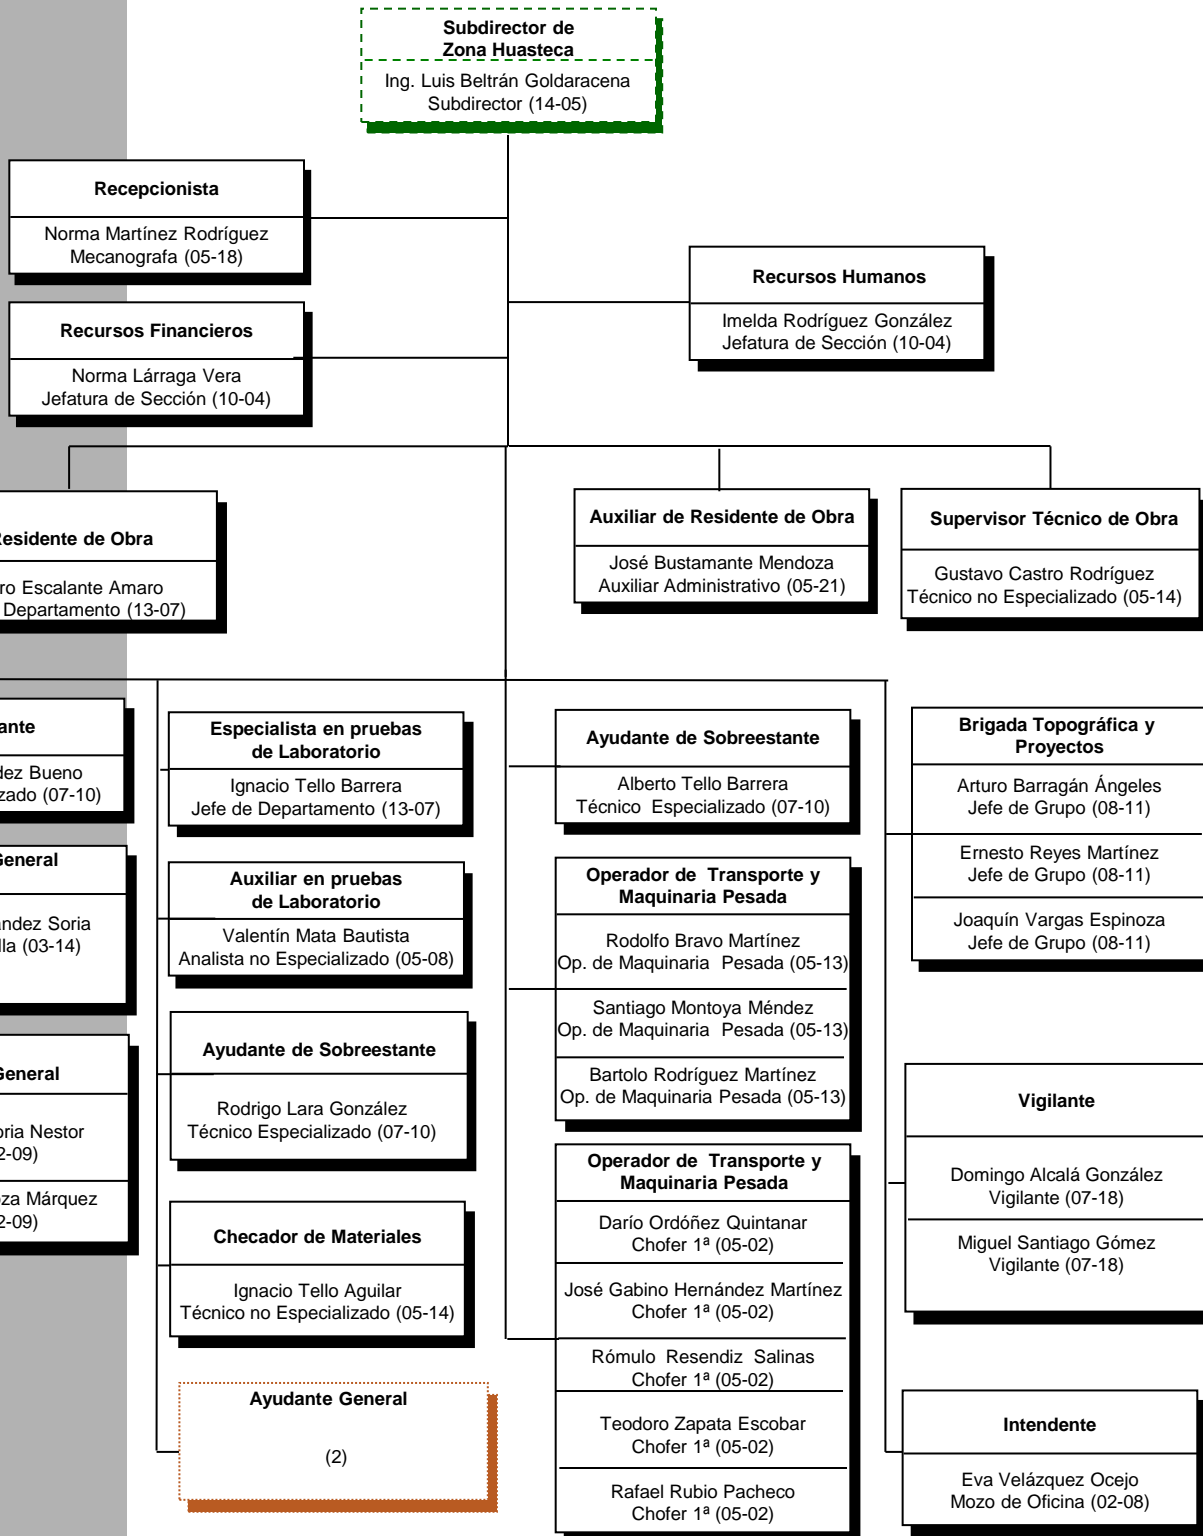 Subdirector de
Zona Huasteca
Ing. Luis Beltrán Goldaracena
Subdirector (14-05)
Recepcionista
Norma Martínez Rodríguez
Mecanografa (05-18)
Recursos Humanos
Imelda Rodríguez González
Jefatura de Sección (10-04)
Recursos Financieros
Norma Lárraga Vera
Jefatura de Sección (10-04)
Residente de Obra
Escalante Amaro
Departamento (13-07)
Auxiliar de Residente de Obra
José Bustamante Mendoza
Auxiliar Administrativo (05-21)
Supervisor Técnico de Obra
Gustavo Castro Rodríguez
Técnico no Especializado (05-14)
Bueno
(07-10)
General
Soria
(03-14)
General
Nestor
Márquez
Especialista en pruebas
de Laboratorio
Ignacio Tello Barrera
Jefe de Departamento (13-07)
Auxiliar en pruebas
de Laboratorio
Valentín Mata Bautista
Analista no Especializado (05-08)
Ayudante de Sobreestante
Rodrigo Lara González
Técnico Especializado (07-10)
Checador de Materiales
Ignacio Tello Aguilar
Técnico no Especializado (05-14)
Ayudante General
(2)
Ayudante de Sobreestante
Alberto Tello Barrera
Técnico Especializado (07-10)
Operador de Transporte y
Maquinaria Pesada
Rodolfo Bravo Martínez
Op. de Maquinaria Pesada (05-13)
Santiago Montoya Méndez
Op. de Maquinaria Pesada (05-13)
Bartolo Rodríguez Martínez
Op. de Maquinaria Pesada (05-13)
Operador de Transporte y
Maquinaria Pesada
Darío Ordóñez Quintanar
Chofer 1ª (05-02)
José Gabino Hernández Martínez
Chofer 1ª (05-02)
Rómulo Resendiz Salinas
Chofer 1ª (05-02)
Teodoro Zapata Escobar
Chofer 1ª (05-02)
Rafael Rubio Pacheco
Chofer 1ª (05-02)
Brigada Topográfica y
Proyectos
Arturo Barragán Ángeles
Jefe de Grupo (08-11)
Ernesto Reyes Martínez
Jefe de Grupo (08-11)
Joaquín Vargas Espinoza
Jefe de Grupo (08-11)
Vigilante
Domingo Alcalá González
Vigilante (07-18)
Miguel Santiago Gómez
Vigilante (07-18)
Intendente
Eva Velázquez Ocejo
Mozo de Oficina (02-08)